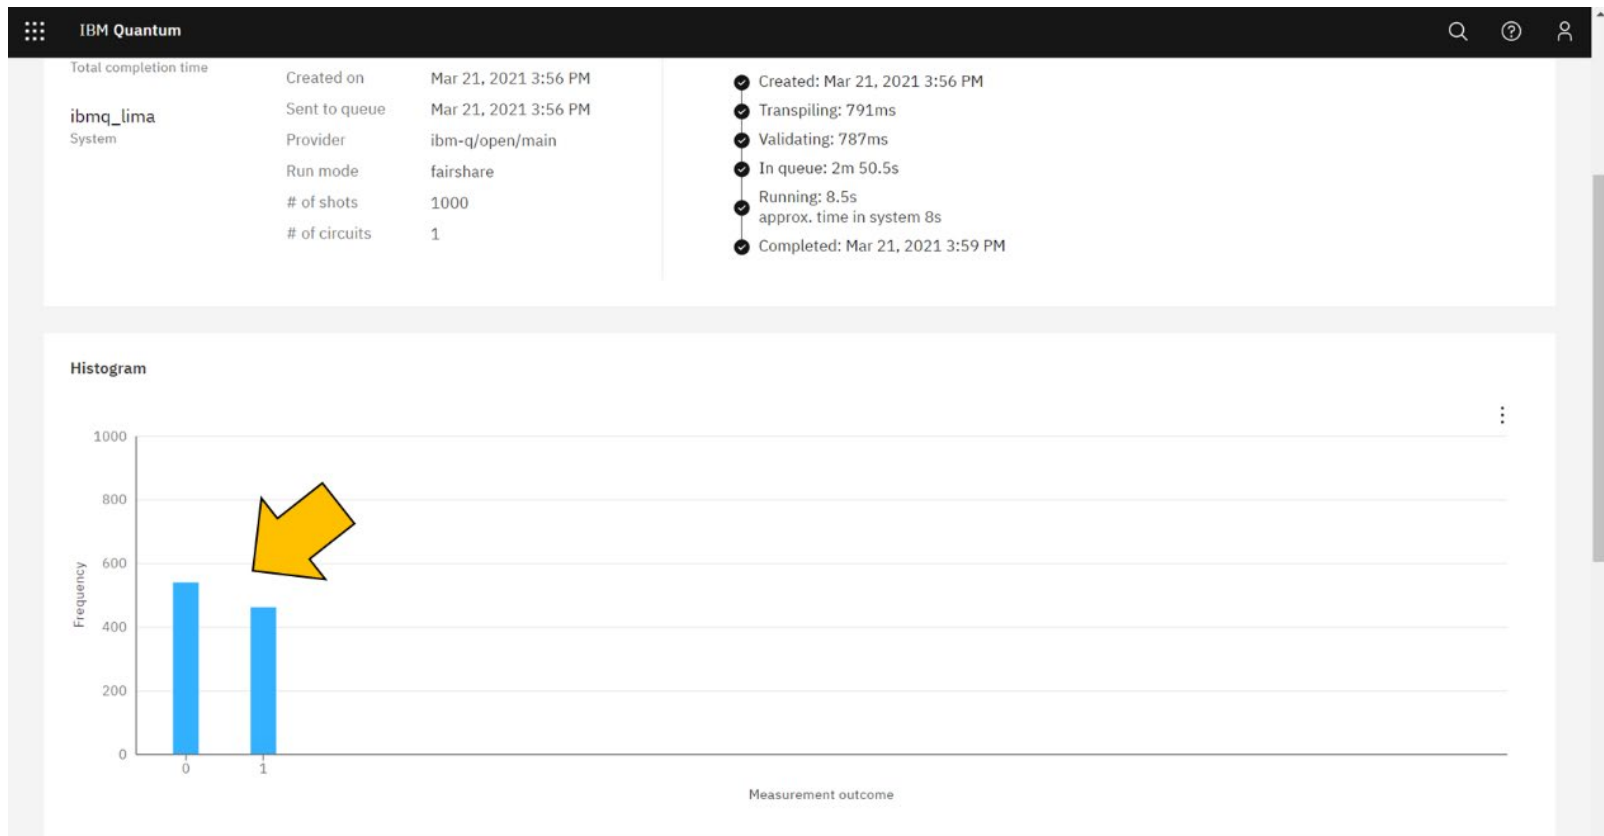 IBM Quantum
Total completion time
ibmq_lima
System
Created on Mar 21, 2021 3:56 PM
Sent to queue Mar 21, 2021 3:56 PM
Provider ibm-q/open/main
Run mode fairshare
# of shots 1000
# of circuits 1
Created: Mar 21, 2021 3:56 PM
Transpiling: 791ms
Validating: 787ms
In queue: 2m 50.5s
Running: 8.5s
approx. time in system 8s
Completed: Mar 21, 2021 3:59 PM
Histogram
1000
800
600
400
200
0
Frequency
0 1
Measurement outcome